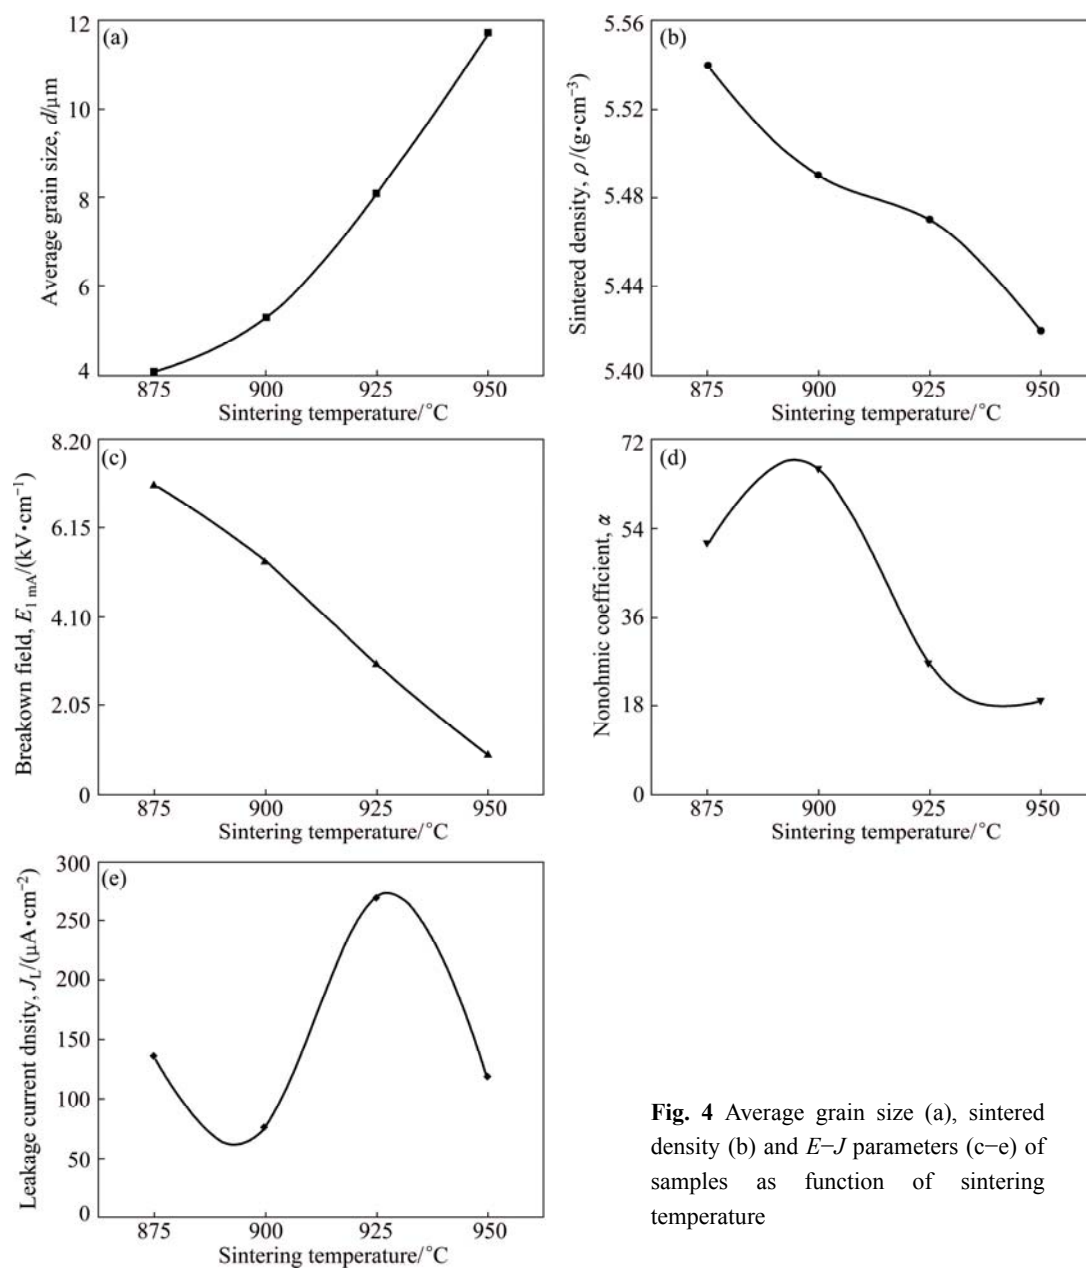 (a)
12
10
8
6
4
Average grain size, d/μm
875 900 925 950
Sintering temperature/°C
(b)
5.56
5.52
5.48
5.44
5.40
Sintered density, ρ/(g•cm−3)
875 900 925 950
Sintering temperature/°C
(c)
8.20
6.15
4.10
2.05
0
Breakown field, E1 mA/(kV•cm−1)
875 900 925 950
Sintering temperature/°C
(d)
72
54
36
18
0
Nonohmic coefficient, α
875 900 925 950
Sintering temperature/°C
(e)
300
250
200
150
100
50
0
Leakage current dnsity, JL/(μA•cm−2)
875 900 925 950
Sintering temperature/°C
Fig. 4 Average grain size (a), sintered
density (b) and E−J parameters (c−e) of
samples as function of sintering
temperature